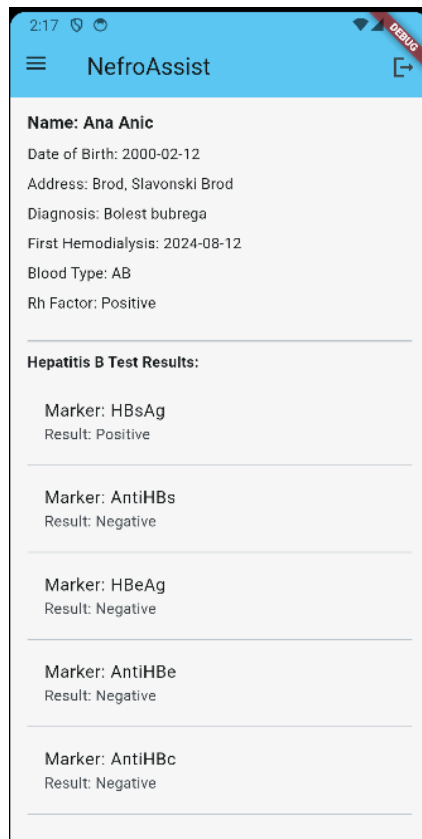 2:17
DEBUG
NefroAssist
Name: Ana Anic
Date of Birth: 2000-02-12
Address: Brod, Slavonski Brod
Diagnosis: Bolest bubrega
First Hemodialysis: 2024-08-12
Blood Type: AB
Rh Factor: Positive
Hepatitis B Test Results:
Marker: HBsAg
Result: Positive
Marker: AntiHBs
Result: Negative
Marker: HBeAg
Result: Negative
Marker: AntiHBe
Result: Negative
Marker: AntiHBc
Result: Negative